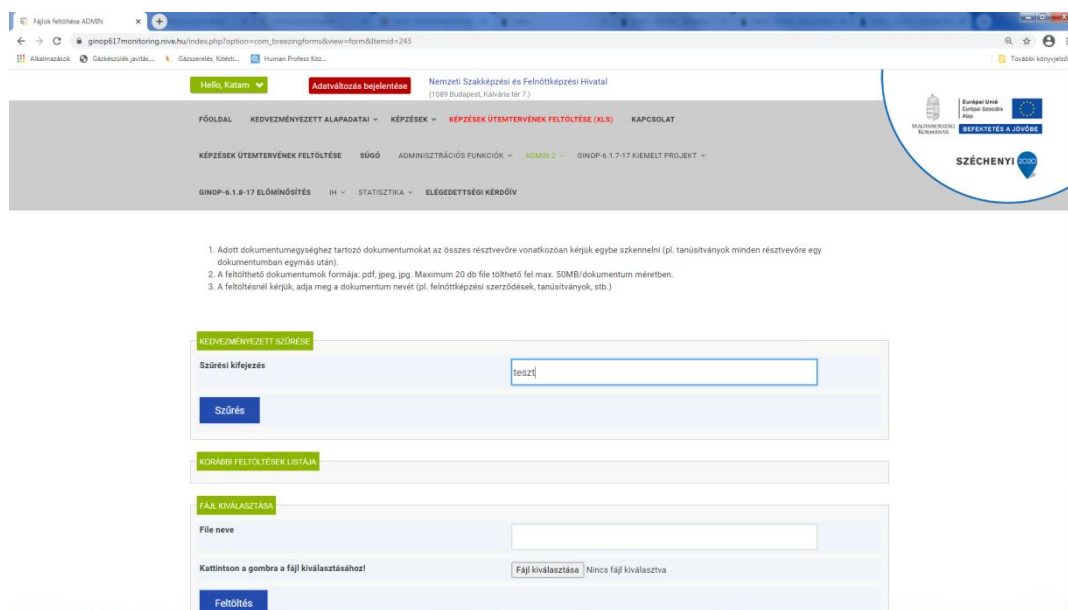 Fájlok feltöltése ADMIN
ginop617monitoring.nive.hu/index.php?option=com_breezingforms&view=form&Itemid=243
Alkalmazások Gázkészülék javítás,... Gázszerelés, fűtésti... Human Profess Köz... További könyvjelzők
Hello, Katam Adatváltozás bejelentése Nemzeti Szakképzési és Felnőttképzési Hivatal
(1089 Budapest, Kálvária tér 7.)
FŐOLDAL KEDVEZMÉNYEZETT ALAPADATAI KÉPZÉSEK KÉPZÉSEK ÜTEMTERVÉNEK FELTÖLTÉSE (XLS) KAPCSOLAT
KÉPZÉSEK ÜTEMTERVÉNEK FELTÖLTÉSE SÚGÓ ADMINISZTRÁCIÓS FUNKCIÓK ADMIN 2 GINOP-6.1.7-17 KIEMELT PROJEKT
GINOP-6.1.8-17 ELŐMINŐSÍTÉS IH STATISZTIKA ELÉGEDETTSÉGI KÉRDŐÍV
MAGYARORSZÁG
KORMÁNYA
Európai Unió
Európai Szociális
Alap
BEFEKTETÉS A JÖVŐBE
SZÉCHENYI 2020
1. Adott dokumentumegységhez tartozó dokumentumokat az összes résztvevőre vonatkozóan kérjük egybe szkennelni (pl. tanúsítványok minden résztvevőre egy
dokumentumban egymás után).
2. A feltölthető dokumentumok formája: pdf, jpeg, jpg. Maximum 20 db file tölthető fel max. 50MB/dokumentum méretben.
3. A feltöltésnél kérjük, adja meg a dokumentum nevét (pl. felnőttképzési szerződések, tanúsítványok, stb.)
KEDVEZMÉNYEZETT SZŰRÉSE
Szűrési kifejezés teszt
Szűrés
KORÁBBI FELTÖLTÉSEK LISTÁJA
FÁJL KIVÁLASZTÁSA
File neve
Kattintson a gombra a fájl kiválasztásához! Fájl kiválasztása Nincs fájl kiválasztva
Feltöltés